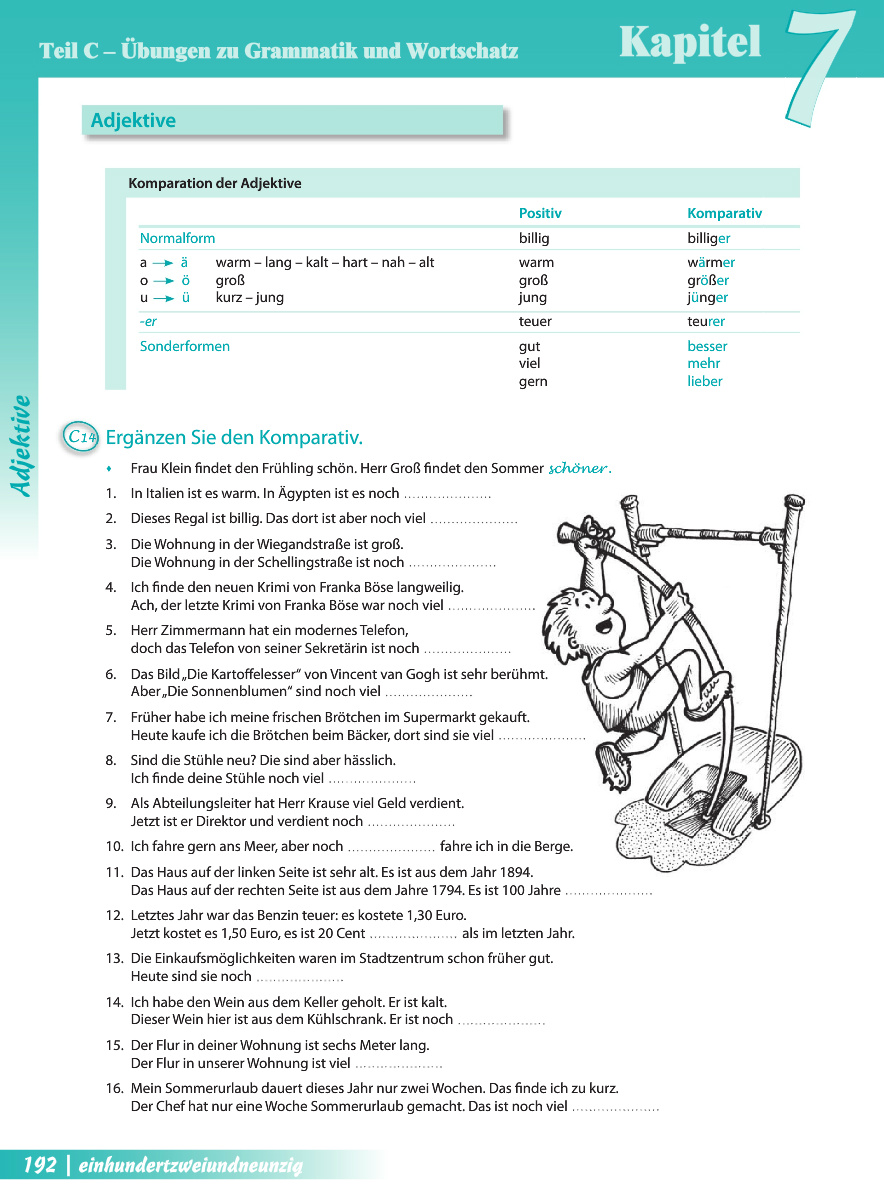 Teil C – Übungen zu Grammatik und Wortschatz
Kapitel 7
Adjektive
Komparation der Adjektive
Positiv Komparativ
Normalform billig billiger
a → ä warm – lang – kalt – hart – nah – alt warm wärmer
o → ö groß groß größer
u → ü kurz – jung jung jünger
-er teuer teurer
Sonderformen gut besser
viel mehr
gern lieber
Adjektive
C14 Ergänzen Sie den Komparativ.
Frau Klein findet den Frühling schön. Herr Groß findet den Sommer schöner.
1. In Italien ist es warm. In Ägypten ist es noch .....................
2. Dieses Regal ist billig. Das dort ist aber noch viel .....................
3. Die Wohnung in der Wiegandstraße ist groß.
Die Wohnung in der Schellingstraße ist noch .....................
4. Ich finde den neuen Krimi von Franka Böse langweilig.
Ach, der letzte Krimi von Franka Böse war noch viel .....................
5. Herr Zimmermann hat ein modernes Telefon,
doch das Telefon von seiner Sekretärin ist noch .....................
6. Das Bild „Die Kartoffelesser“ von Vincent van Gogh ist sehr berühmt.
Aber „Die Sonnenblumen“ sind noch viel .....................
7. Früher habe ich meine frischen Brötchen im Supermarkt gekauft.
Heute kaufe ich die Brötchen beim Bäcker, dort sind sie viel .....................
8. Sind die Stühle neu? Die sind aber hässlich.
Ich finde deine Stühle noch viel .....................
9. Als Abteilungsleiter hat Herr Krause viel Geld verdient.
Jetzt ist er Direktor und verdient noch .....................
10. Ich fahre gern ans Meer, aber noch ..................... fahre ich in die Berge.
11. Das Haus auf der linken Seite ist sehr alt. Es ist aus dem Jahr 1894.
Das Haus auf der rechten Seite ist aus dem Jahre 1794. Es ist 100 Jahre .....................
12. Letztes Jahr war das Benzin teuer: es kostete 1,30 Euro.
Jetzt kostet es 1,50 Euro, es ist 20 Cent ..................... als im letzten Jahr.
13. Die Einkaufsmöglichkeiten waren im Stadtzentrum schon früher gut.
Heute sind sie noch .....................
14. Ich habe den Wein aus dem Keller geholt. Er ist kalt.
Dieser Wein hier ist aus dem Kühlschrank. Er ist noch .....................
15. Der Flur in deiner Wohnung ist sechs Meter lang.
Der Flur in unserer Wohnung ist viel .....................
16. Mein Sommerurlaub dauert dieses Jahr nur zwei Wochen. Das finde ich zu kurz.
Der Chef hat nur eine Woche Sommerurlaub gemacht. Das ist noch viel .....................
192 | einhundertzweiundneunzig